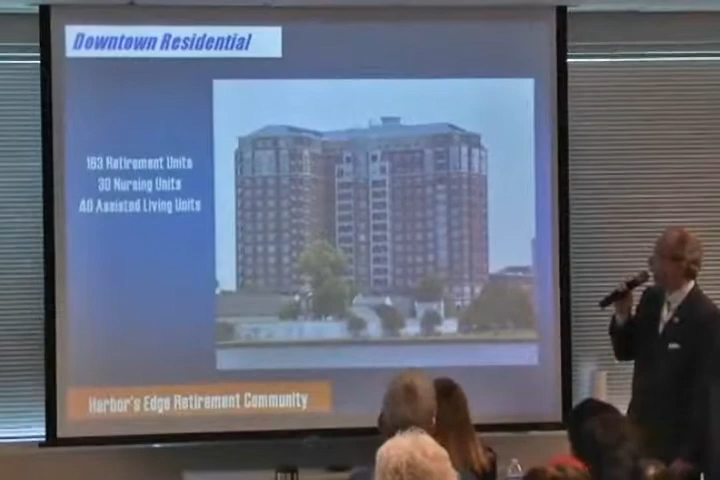 Downtown Residential
163 Retirement Units
30 Nursing Units
40 Assisted Living Units
Harbor's Edge Retirement Community